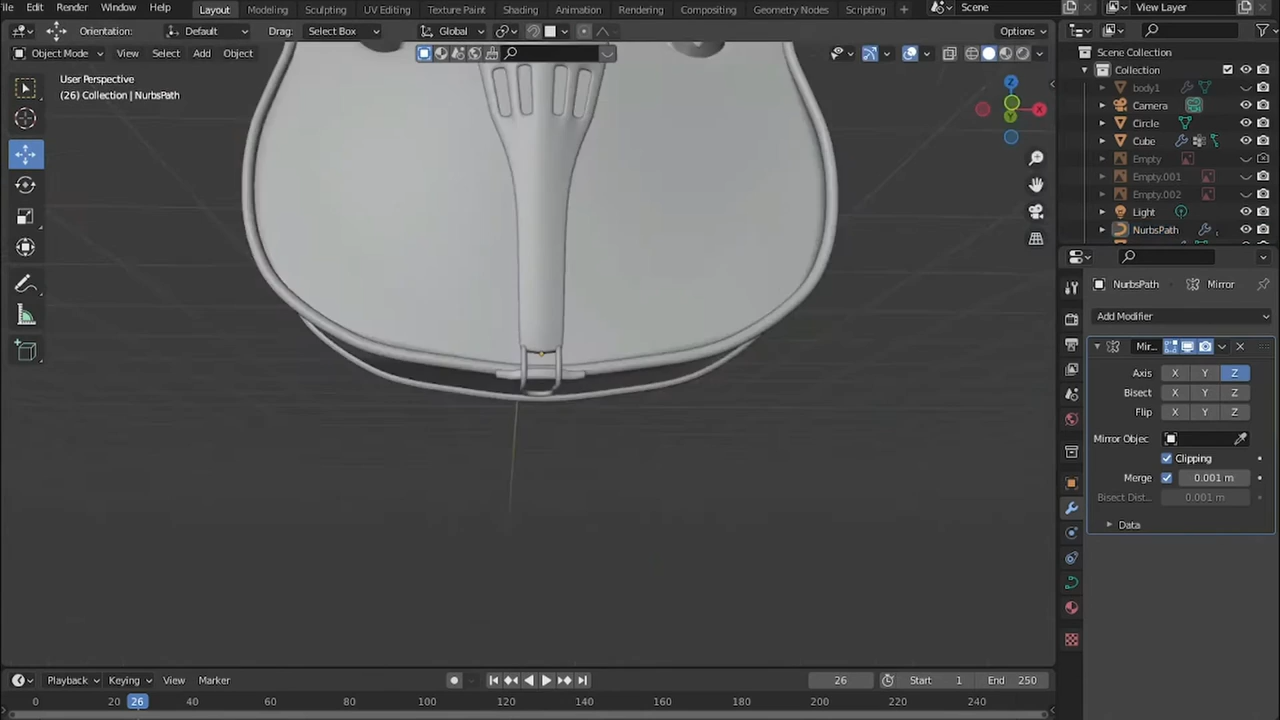 ile Edit Render Window Help Layout Modeling Sculpting UV Editing Texture Paint Shading Animation Rendering Compositing Geometry Nodes Scripting + Scene View Layer
Orientation: Default Drag: Select Box Global Options
Object Mode View Select Add Object
User Perspective
(26) Collection | NurbsPath
Z
X
Y
Scene Collection
Collection
body1
Camera
Circle
Cube
Empty
Empty.001
Empty.002
Light
NurbsPath
NurbsPath Mirror
Add Modifier
Mir...
Axis X Y Z
Bisect X Y Z
Flip X Y Z
Mirror Objec
Clipping
Merge 0.001 m
Bisect Dist... 0.001 m
Data
Playback Keying View Marker 26 Start 1 End 250
0 20 26 40 60 80 100 120 140 160 180 200 220 240